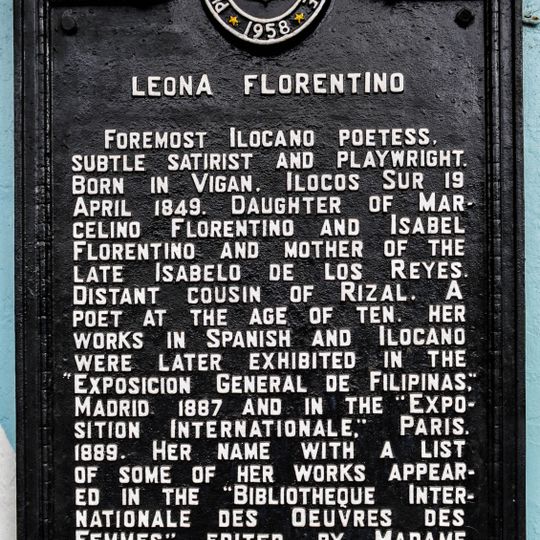 1958
LEONA FLORENTINO
FOREMOST ILOCANO POETESS,
SUBTLE SATIRIST AND PLAYWRIGHT.
BORN IN VIGAN, ILOCOS SUR 19
APRIL 1849. DAUGHTER OF MAR-
CELINO FLORENTINO AND ISABEL
FLORENTINO AND MOTHER OF THE
LATE ISABELO DE LOS REYES.
DISTANT COUSIN OF RIZAL. A
POET AT THE AGE OF TEN. HER
WORKS IN SPANISH AND ILOCANO
WERE LATER EXHIBITED IN THE
"EXPOSICION GENERAL DE FILIPINAS,"
MADRID 1887 AND IN THE "EXPO-
SITION INTERNATIONALE," PARIS.
1889. HER NAME WITH A LIST
OF SOME OF HER WORKS APPEAR-
ED IN THE "BIBLIOTHEQUE INTER-
NATIONALE DES OEUVRES DES
FEMMES" EDITED BY MADAME